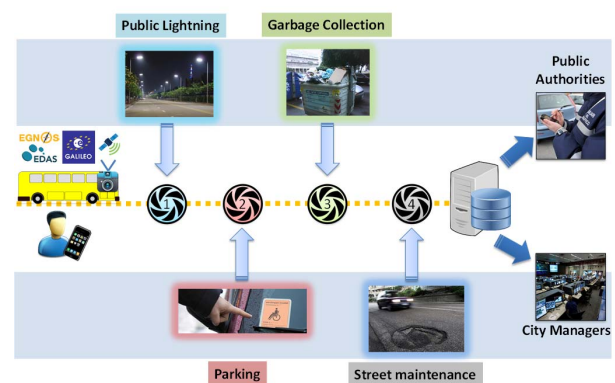 Public Lightning
Garbage Collection
Public
Authorities
EGNOS
EDAS
GALILEO
1
2
3
4
Parking
Street maintenance
City Managers